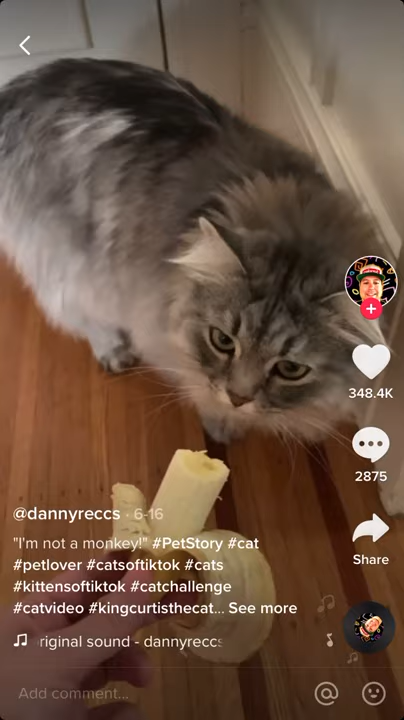 348.4K
2875
Share
@dannyreccs · 6-16
"I'm not a monkey!" #PetStory #cat
#petlover #catsoftiktok #cats
#kittensoftiktok #catchallenge
#catvideo #kingcurtisthecat... See more
riginal sound - dannyreccs
Add comment...
@